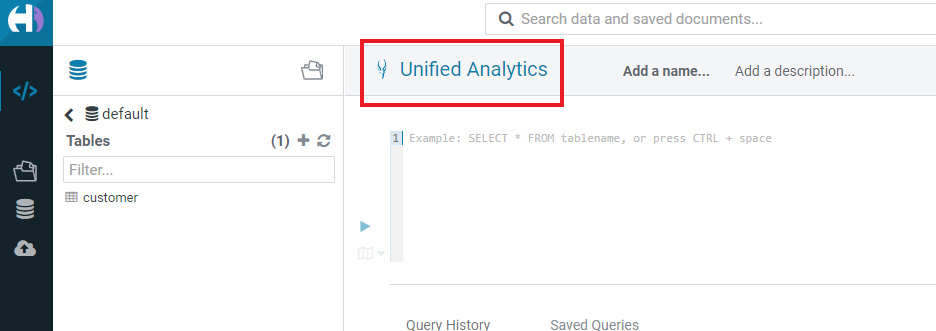 Search data and saved documents...
Unified Analytics
Add a name...
Add a description...
default
Tables (1)
Filter...
customer
1 Example: SELECT * FROM tablename, or press CTRL + space
Query History
Saved Queries